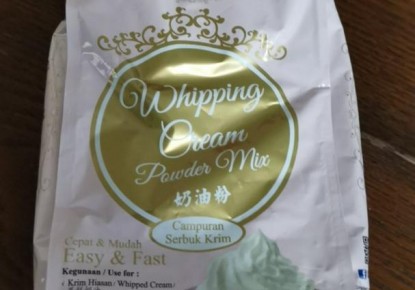 Whipping
Cream
Powder Mix
奶油粉
Campuran
Serbuk Krim
Cepat & Mudah
Easy & Fast
Kegunaan / Use for :
Krim Hiasan / Whipped Cream /